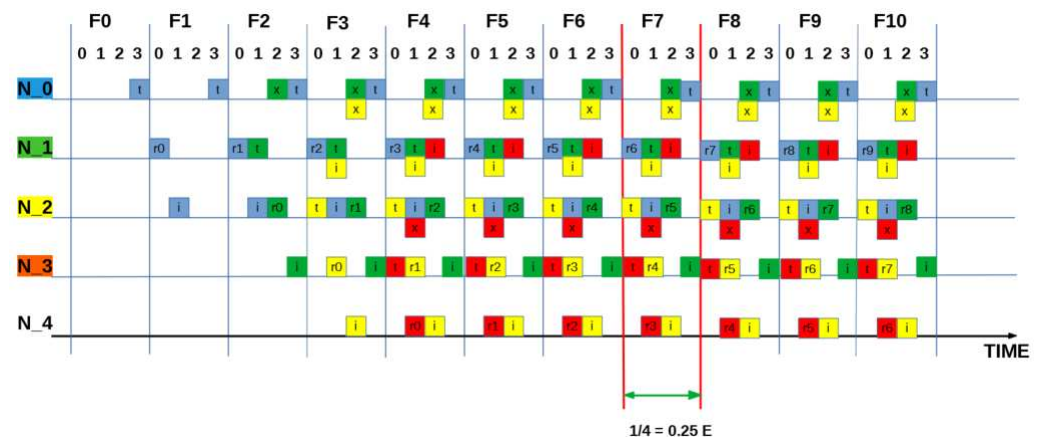 F0 F1 F2 F3 F4 F5 F6 F7 F8 F9 F10
0 1 2 3 0 1 2 3 0 1 2 3 0 1 2 3 0 1 2 3 0 1 2 3 0 1 2 3 0 1 2 3 0 1 2 3 0 1 2 3 0 1 2 3
N_0 t t x t x t x t x t x t x t x t x t x t
x x x x x x x x
N_1 r0 r1 t r2 t r3 t i r4 t i r5 t i r6 t i r7 t i r8 t i r9 t i
i i i i i i i i
N_2 i i r0 t i r1 t i r2 t i r3 t i r4 t i r5 t i r6 t i r7 t i r8
x x x x x x x
N_3 i r0 i t r1 i t r2 i t r3 i t r4 i t r5 i t r6 i t r7 i
N_4 i r0 i r1 i r2 i r3 i r4 i r5 i r6 i
TIME
1/4 = 0.25 E